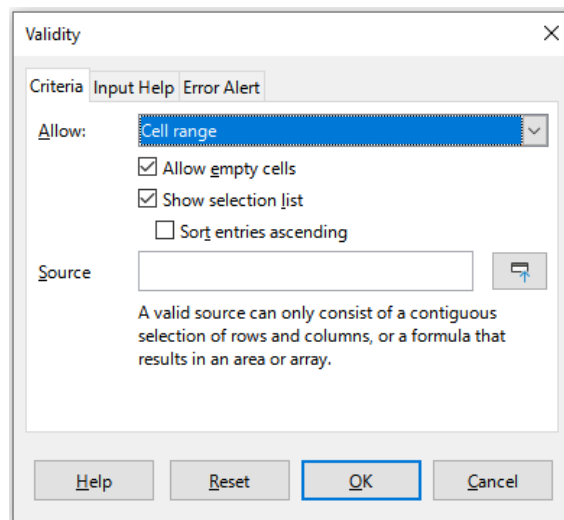 Validity
Criteria Input Help Error Alert
Allow: Cell range
Allow empty cells
Show selection list
Sort entries ascending
Source
A valid source can only consist of a contiguous
selection of rows and columns, or a formula that
results in an area or array.
Help Reset OK Cancel